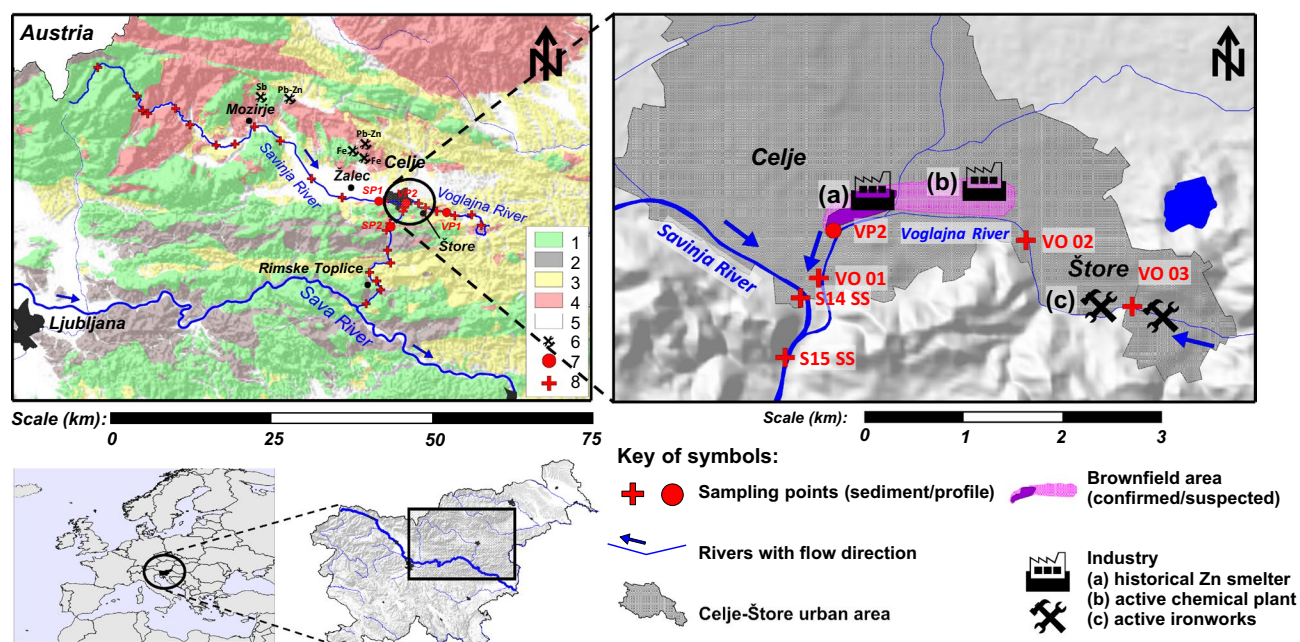 Austria
N
Sb
Pb-Zn
Mozirje
Pb-Zn
Fe
Fe
Celje
Savinja River
Žalec
SP1
VP2
Voglajna River
SP2
VP1
Štore
Rimske Toplice
Sava River
Ljubljana
1
2
3
4
5
6
7
8
Scale (km):
0 25 50 75
N
Celje
(a)
(b)
Savinja River
VP2
Voglajna River
VO 02
VO 01
Štore
VO 03
S14 SS
(c)
S15 SS
Scale (km):
0 1 2 3
Key of symbols:
Sampling points (sediment/profile)
Rivers with flow direction
Celje-Štore urban area
Brownfield area
(confirmed/suspected)
Industry
(a) historical Zn smelter
(b) active chemical plant
(c) active ironworks